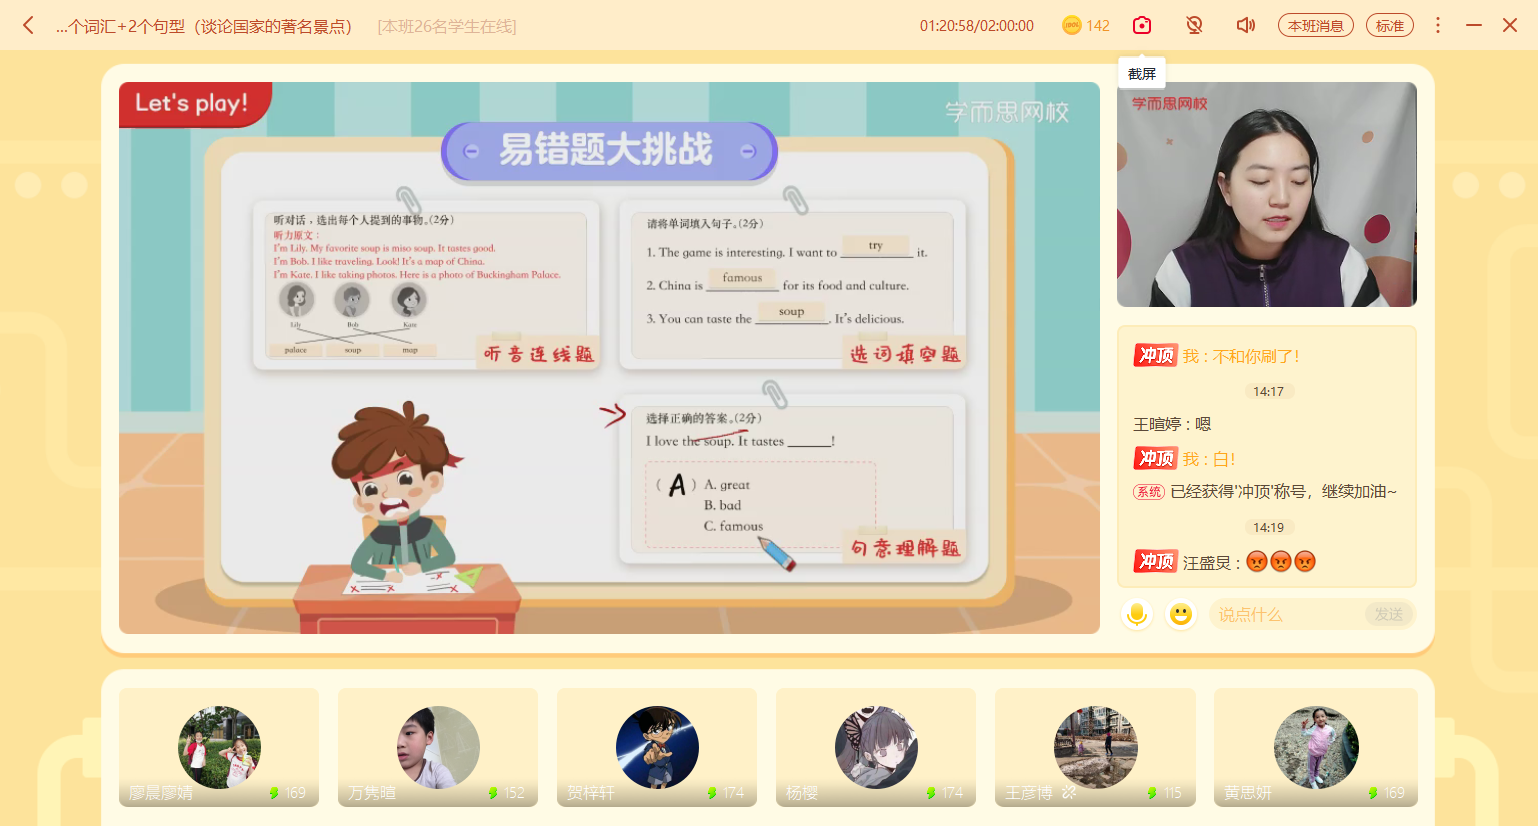 ...个词汇+2个句型（谈论国家的著名景点）
[本班26名学生在线]
01:20:58/02:00:00
142
本班消息
标准
截屏
Let's play!
学而思网校
易错题大挑战
听对话，选出每个人提到的事物。(2分)
听力原文：
I'm Lily. My favorite soup is miso soup. It tastes good.
I'm Bob. I like traveling. Look! It's a map of China.
I'm Kate. I like taking photos. Here is a photo of Buckingham Palace.
Lily Bob Kate
palace soup map
听音连线题
请将单词填入句子。(2分)
1. The game is interesting. I want to try it.
2. China is famous for its food and culture.
3. You can taste the soup. It's delicious.
选词填空题
选择正确的答案。(2分)
I love the soup. It tastes ______!
( A ) A. great
B. bad
C. famous
句意理解题
学而思网校
冲顶 我：不和你刷了！
14:17
王暄婷：嗯
冲顶 我：白！
系统 已经获得'冲顶'称号，继续加油~
14:19
冲顶 汪盛炅：😡😡😡
说点什么
发送
廖晨廖婧 169
万隽暄 152
贺梓轩 174
杨樱 174
王彦博 115
黄思妍 169